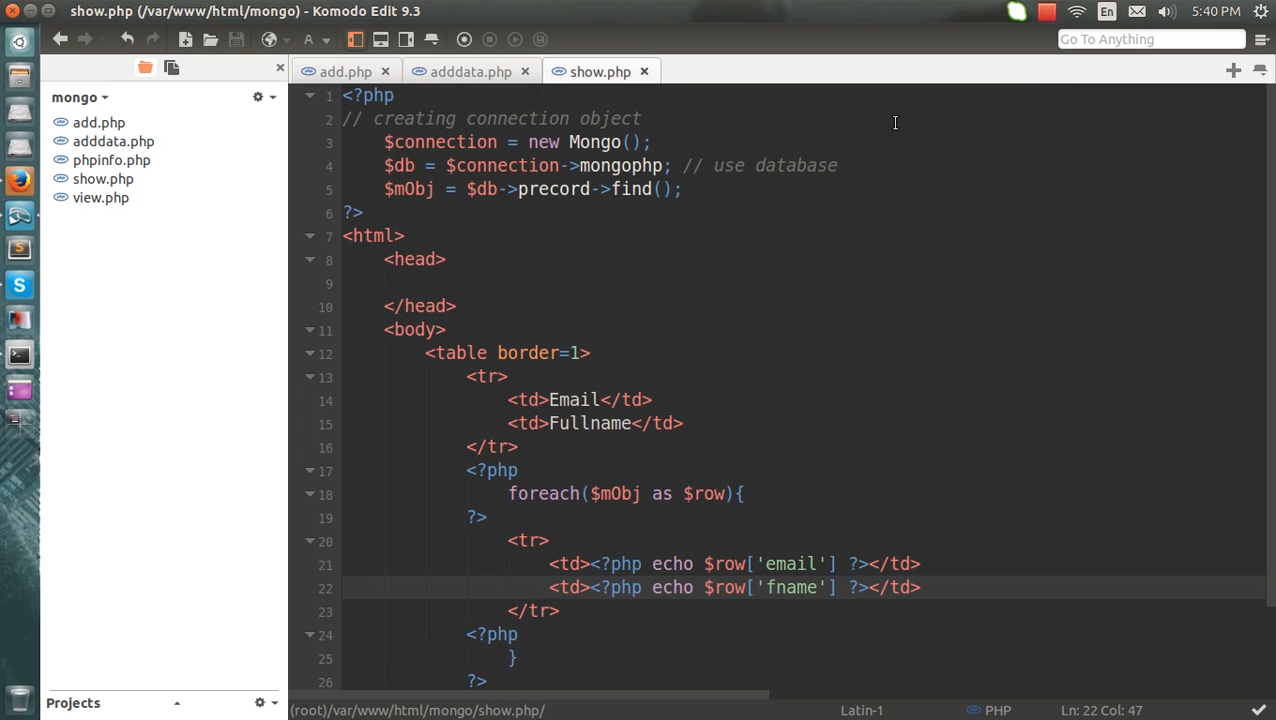 show.php (/var/www/html/mongo) - Komodo Edit 9.3
En
5:40 PM
Go To Anything
mongo
add.php
adddata.php
phpinfo.php
show.php
view.php
Projects
add.php
adddata.php
show.php
1 <?php
2 // creating connection object
3 $connection = new Mongo();
4 $db = $connection->mongophp; // use database
5 $mObj = $db->precord->find();
6 ?>
7 <html>
8 <head>
9
10 </head>
11 <body>
12 <table border=1>
13 <tr>
14 <td>Email</td>
15 <td>Fullname</td>
16 </tr>
17 <?php
18 foreach($mObj as $row){
19 ?>
20 <tr>
21 <td><?php echo $row['email'] ?></td>
22 <td><?php echo $row['fname'] ?></td>
23 </tr>
24 <?php
25 }
26 ?>
(root)/var/www/html/mongo/show.php/
Latin-1
PHP
Ln: 22 Col: 47